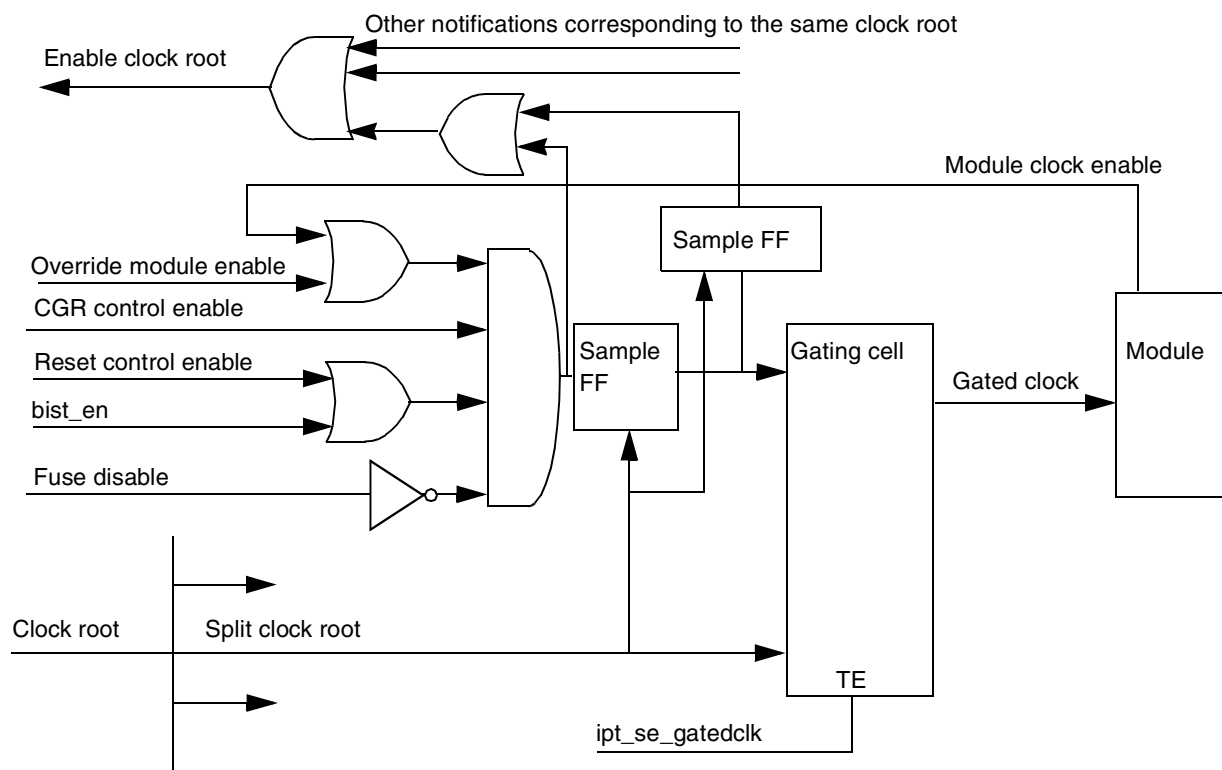 Other notifications corresponding to the same clock root
Enable clock root
Module clock enable
Sample FF
Override module enable
CGR control enable
Sample
FF
Gating cell
Module
Reset control enable
Gated clock
bist_en
Fuse disable
Clock root
Split clock root
TE
ipt_se_gatedclk